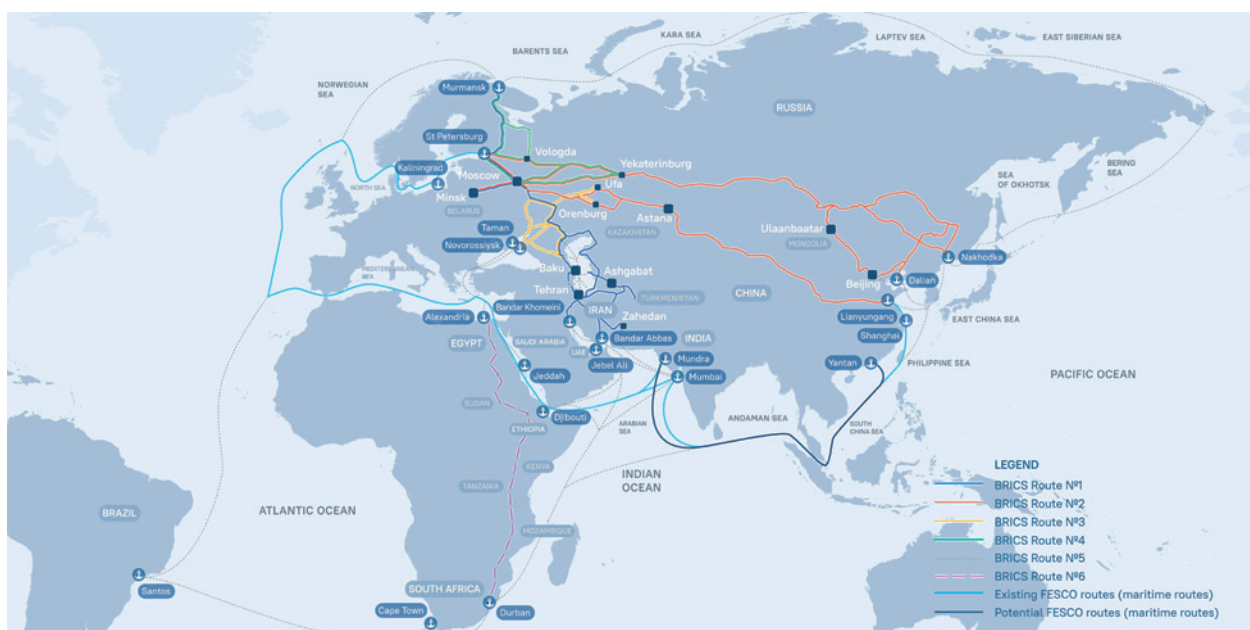 KARA SEA
LAPTEV SEA
EAST SIBERIAN SEA
BARENTS SEA
NORWEGIAN
SEA
Murmansk
RUSSIA
St Petersburg
Vologda
Yekaterinburg
Kaliningrad
Moscow
NORTH SEA
Minsk
BELARUS
Ufa
Orenburg
Astana
KAZAKHSTAN
SEA
OF OKHOTSK
BERING
SEA
Ulaanbaatar
MONGOLIA
Taman
Novorossiysk
Nakhodka
MEDITERRANEAN
SEA
Baku
Ashgabat
Beijing
Dalian
Tehran
TURKMENISTAN
CHINA
Bandar Khomeini
IRAN
Lianyungang
EAST CHINA SEA
Alexandria
Zahedan
Shanghai
EGYPT
SAUDI ARABIA
Bandar Abbas
INDIA
UAE
Jebel Ali
Mundra
Yantan
PHILIPPINE SEA
Jeddah
Mumbai
PACIFIC OCEAN
SUDAN
Djibouti
ETHIOPIA
ARABIAN
SEA
ANDAMAN SEA
SOUTH
CHINA SEA
KENYA
INDIAN
OCEAN
TANZANIA
LEGEND
BRICS Route Nº1
BRICS Route Nº2
BRICS Route Nº3
BRICS Route Nº4
BRICS Route Nº5
BRICS Route Nº6
Existing FESCO routes (maritime routes)
Potential FESCO routes (maritime routes)
BRAZIL
ATLANTIC OCEAN
MOZAMBIQUE
Santos
SOUTH AFRICA
Cape Town
Durban